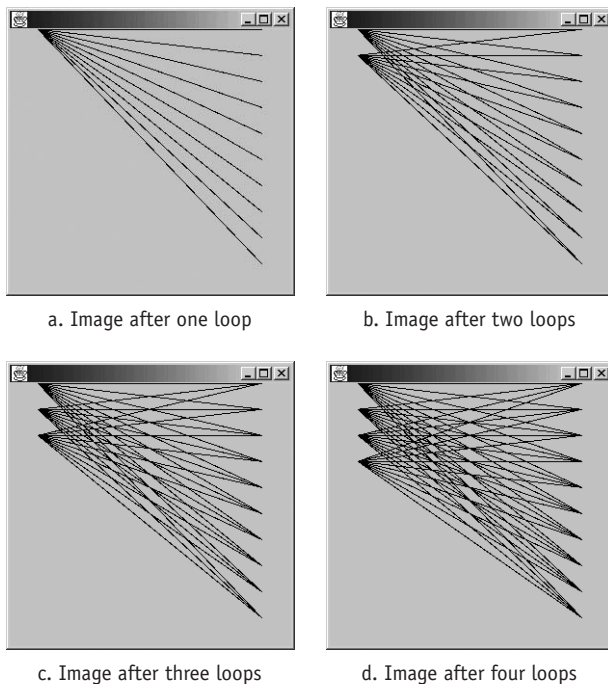 a. Image after one loop
b. Image after two loops
c. Image after three loops
d. Image after four loops